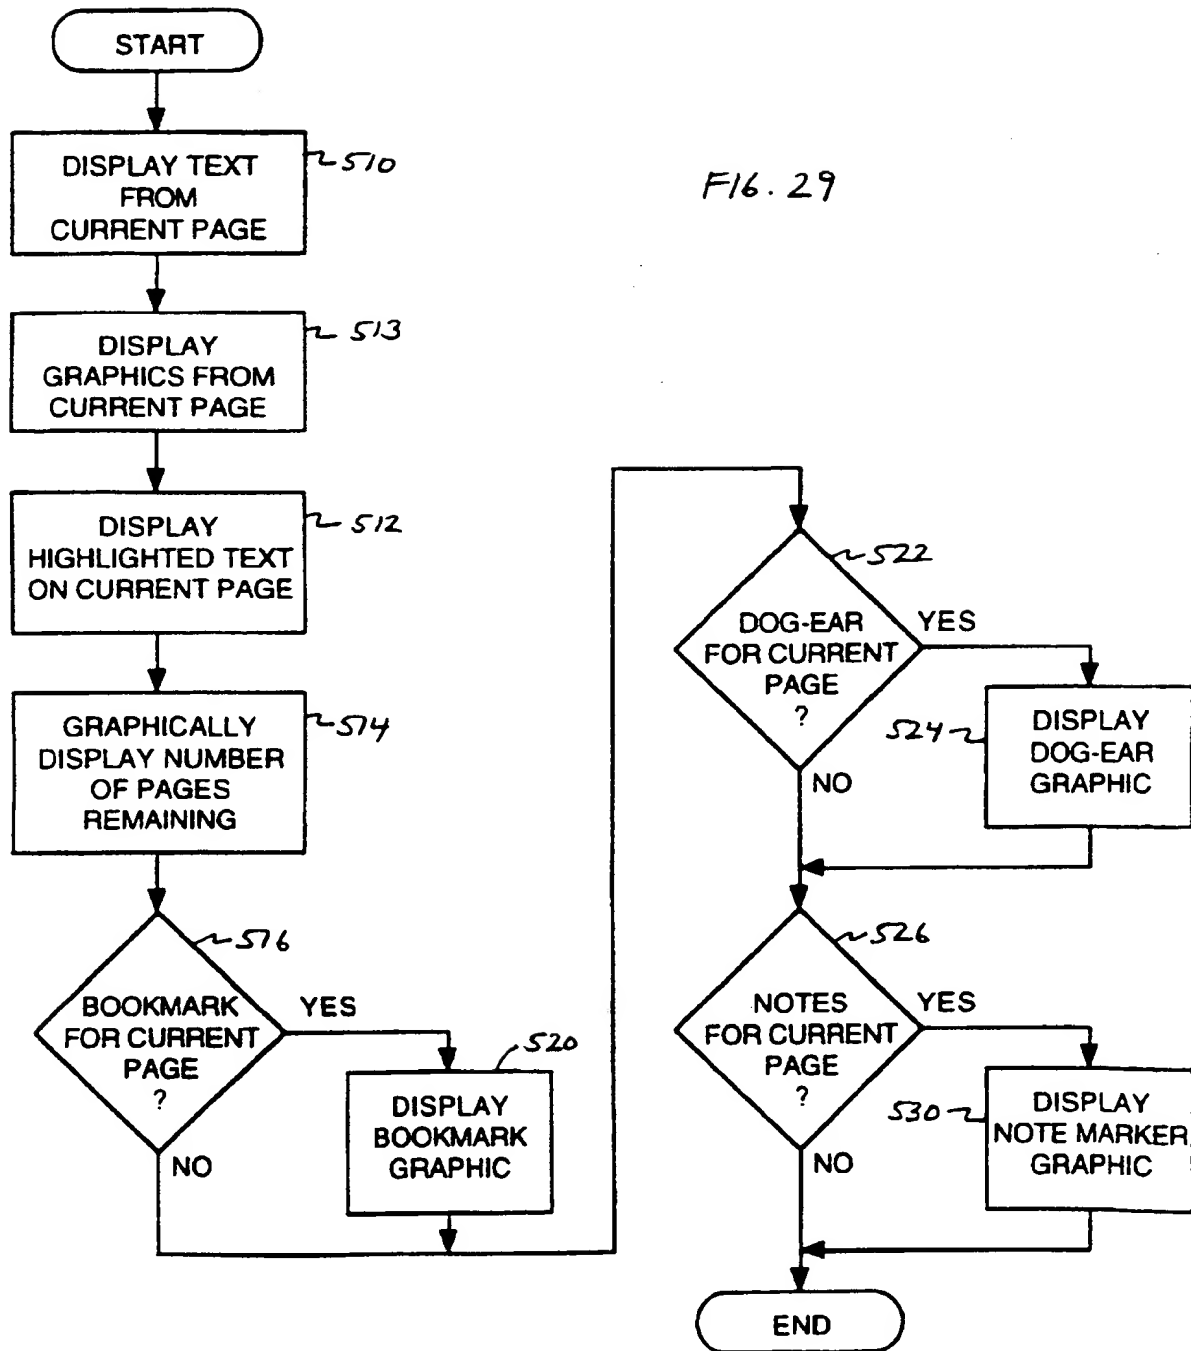 START
DISPLAY TEXT
FROM
CURRENT PAGE
510
FIG. 29
DISPLAY
GRAPHICS FROM
CURRENT PAGE
513
DISPLAY
HIGHLIGHTED TEXT
ON CURRENT PAGE
512
GRAPHICALLY
DISPLAY NUMBER
OF PAGES
REMAINING
514
BOOKMARK
FOR CURRENT
PAGE
?
516
YES
NO
DISPLAY
BOOKMARK
GRAPHIC
520
DOG-EAR
FOR CURRENT
PAGE
?
522
YES
NO
DISPLAY
DOG-EAR
GRAPHIC
524
NOTES
FOR CURRENT
PAGE
?
526
YES
NO
DISPLAY
NOTE MARKER
GRAPHIC
530
END